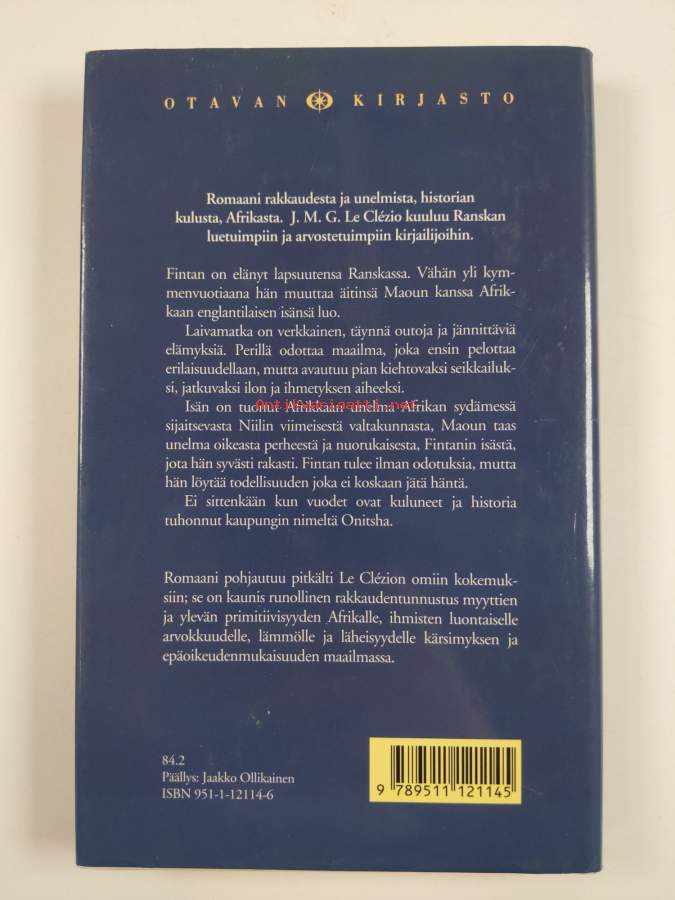 OTAVAN KIRJASTO
Romaani rakkaudesta ja unelmista, historian
kulusta, Afrikasta. J. M. G. Le Clézio kuuluu Ranskan
luetuimpiin ja arvostetuimpiin kirjailijoihin.
Fintan on elänyt lapsuutensa Ranskassa. Vähän yli kym-
menvuotiaana hän muuttaa äitinsä Maoun kanssa Afrik-
kaan englantilaisen isänsä luo.
Laivamatka on verkkainen, täynnä outoja ja jännittäviä
elämyksiä. Perillä odottaa maailma, joka ensin pelottaa
erilaisuudellaan, mutta avautuu pian kiehtovaksi seikkailuk-
si, jatkuvaksi ilon ja ihmetyksen aiheeksi.
Isän on tuonut Afrikkaan unelma Afrikan sydämessä
Antikvariaatti.net
sijaitsevasta Niilin viimeisestä valtakunnasta, Maoun taas
unelma oikeasta perheestä ja nuorukaisesta, Fintanin isästä,
jota hän syvästi rakasti. Fintan tulee ilman odotuksia, mutta
hän löytää todellisuuden joka ei koskaan jätä häntä.
Ei sittenkään kun vuodet ovat kuluneet ja historia
tuhonnut kaupungin nimeltä Onitsha.
Romaani pohjautuu pitkälti Le Clézion omiin kokemuk-
siin; se on kaunis runollinen rakkaudentunnustus myyttien
ja ylevän primitiivisyyden Afrikalle, ihmisten luontaiselle
arvokkuudelle, lämmölle ja läheisyydelle kärsimyksen ja
epäoikeudenmukaisuuden maailmassa.
84.2
Päällys: Jaakko Ollikainen
ISBN 951-1-12114-6
9 789511 121145